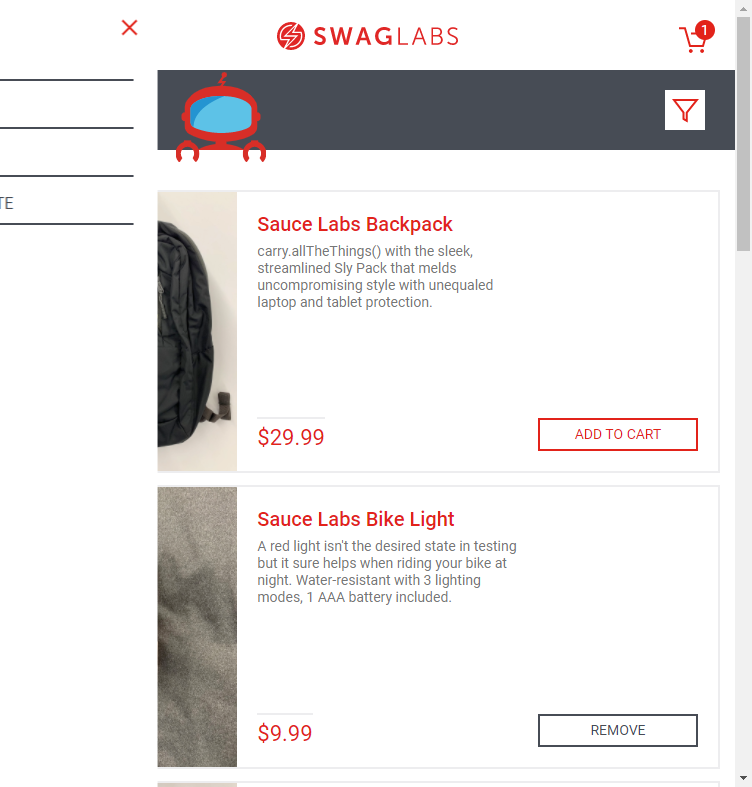 SWAGLABS
1
TE
Sauce Labs Backpack
carry.allTheThings() with the sleek,
streamlined Sly Pack that melds
uncompromising style with unequaled
laptop and tablet protection.
$29.99
ADD TO CART
Sauce Labs Bike Light
A red light isn't the desired state in testing
but it sure helps when riding your bike at
night. Water-resistant with 3 lighting
modes, 1 AAA battery included.
$9.99
REMOVE